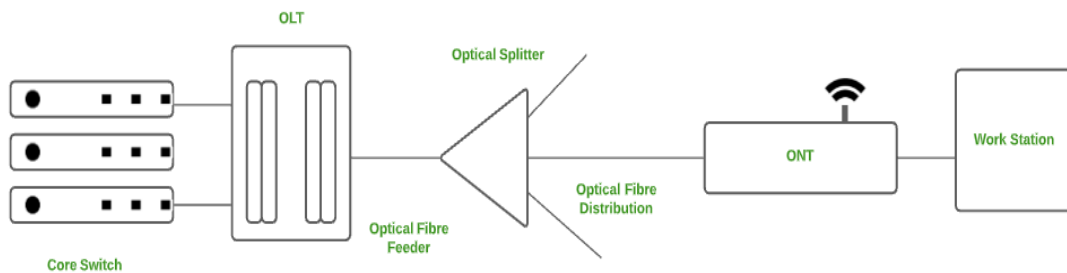 OLT
Optical Splitter
Work Station
ONT
Optical Fibre
Distribution
Optical Fibre
Feeder
Core Switch